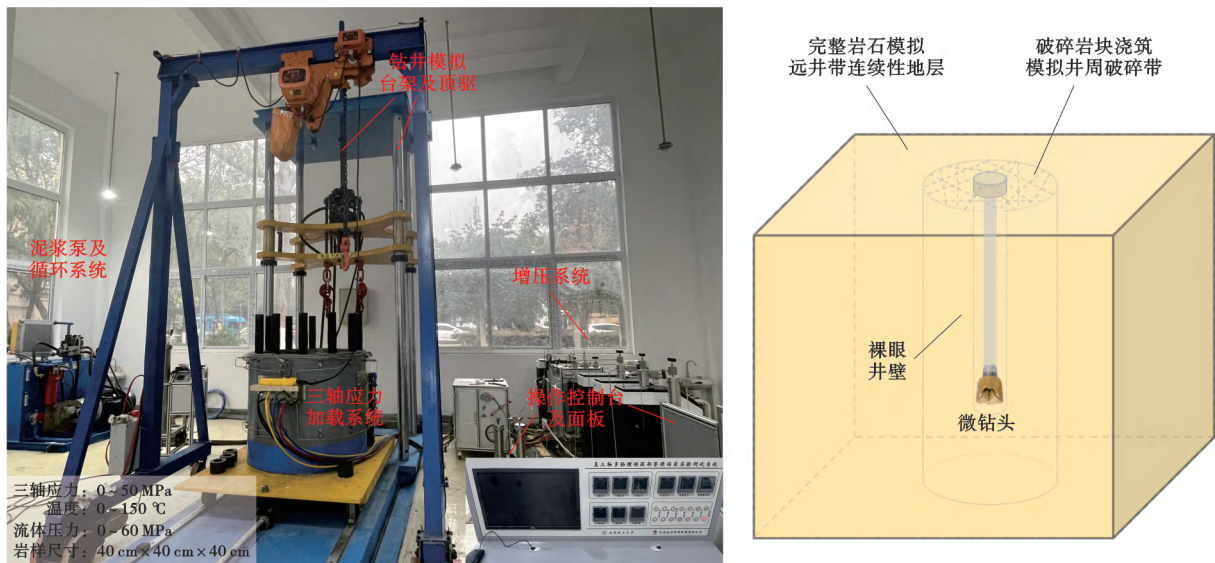 钻井模拟
台架及顶驱
泥浆泵及
循环系统
增压系统
三轴应力
加载系统
操作控制台
及面板
三轴应力：0~50 MPa
温度：0~150 ℃
流体压力：0~60 MPa
岩样尺寸：40 cm×40 cm×40 cm
完整岩石模拟
远井带连续性地层
破碎岩块浇筑
模拟井周破碎带
裸眼
井壁
微钻头